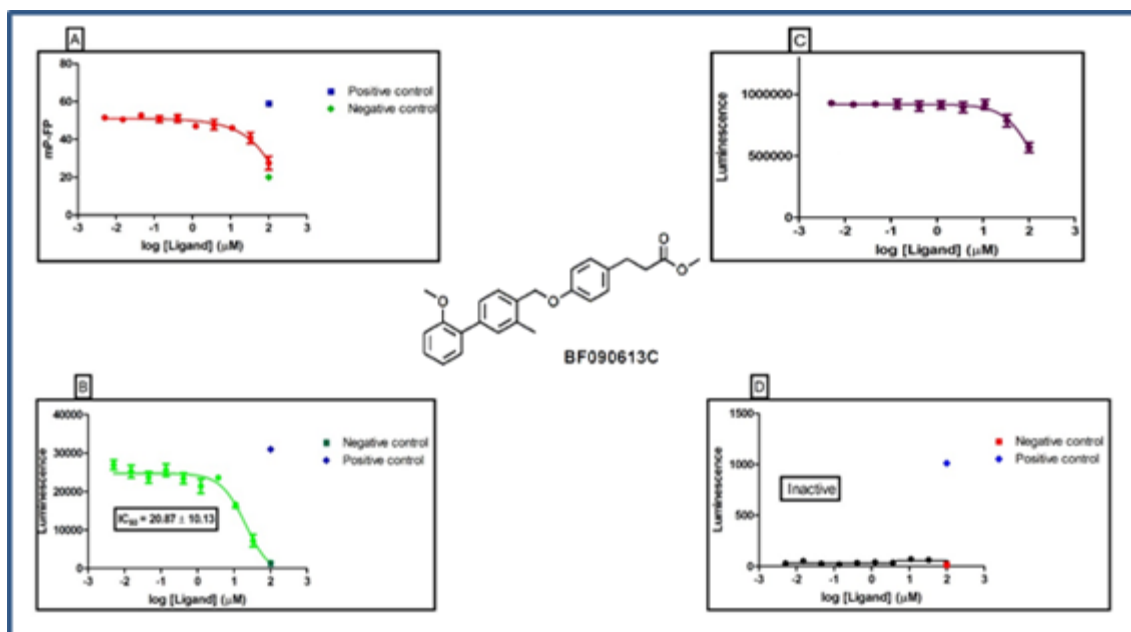 A
80
60
40
20
0
mP-FP
-3 -2 -1 0 1 2 3
log [Ligand] (μM)
Positive control
Negative control
C
1000000
500000
0
Luminescence
-3 -2 -1 0 1 2 3
log [Ligand] (μM)
O
O
O
O
BF090613C
B
40000
30000
20000
10000
0
Luminescence
IC₅₀ = 20.87 ± 10.13
-3 -2 -1 0 1 2 3
log [Ligand] (μM)
Negative control
Positive control
D
1500
1000
500
0
Luminescence
Inactive
-3 -2 -1 0 1 2 3
log [Ligand] (μM)
Negative control
Positive control